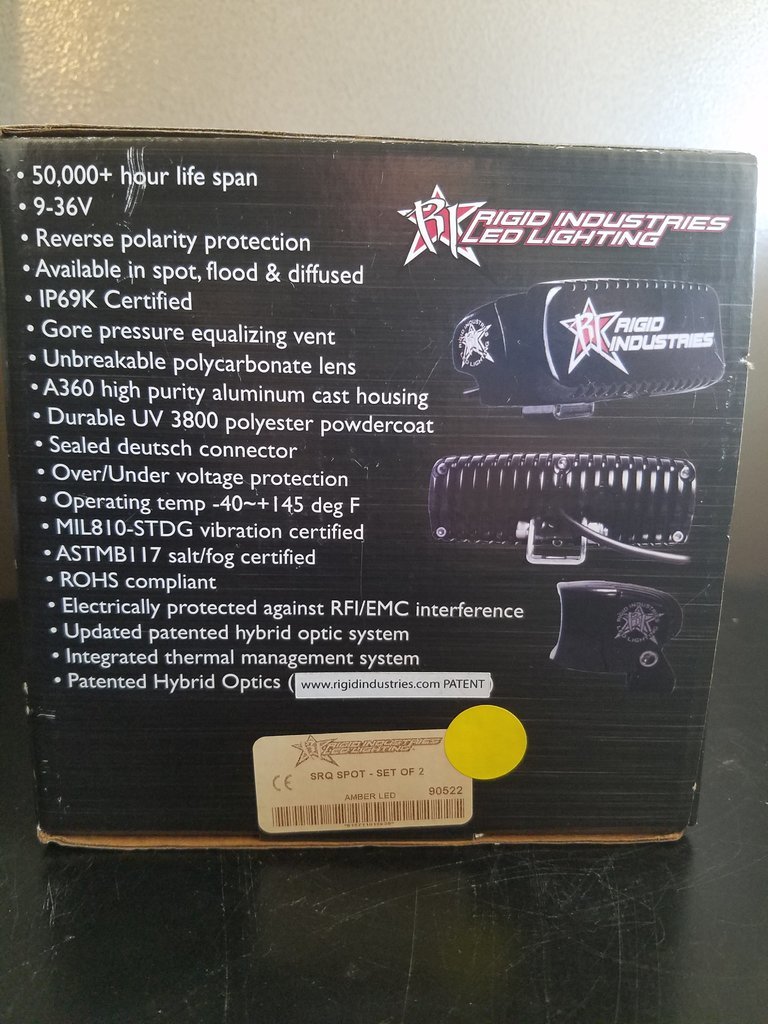 • 50,000+ hour life span
• 9-36V
• Reverse polarity protection
• Available in spot, flood & diffused
• IP69K Certified
• Gore pressure equalizing vent
• Unbreakable polycarbonate lens
• A360 high purity aluminum cast housing
• Durable UV 3800 polyester powdercoat
• Sealed deutsch connector
• Over/Under voltage protection
• Operating temp -40~+145 deg F
• MIL810-STDG vibration certified
• ASTMB117 salt/fog certified
• ROHS compliant
• Electrically protected against RFI/EMC interference
• Updated patented hybrid optic system
• Integrated thermal management system
• Patented Hybrid Optics (www.rigidindustries.com PATENT)
RI RIGID INDUSTRIES
LED LIGHTING
RI RIGID
INDUSTRIES
RIGID INDUSTRIES
LED LIGHTING
CE
SRQ SPOT - SET OF 2
AMBER LED
90522